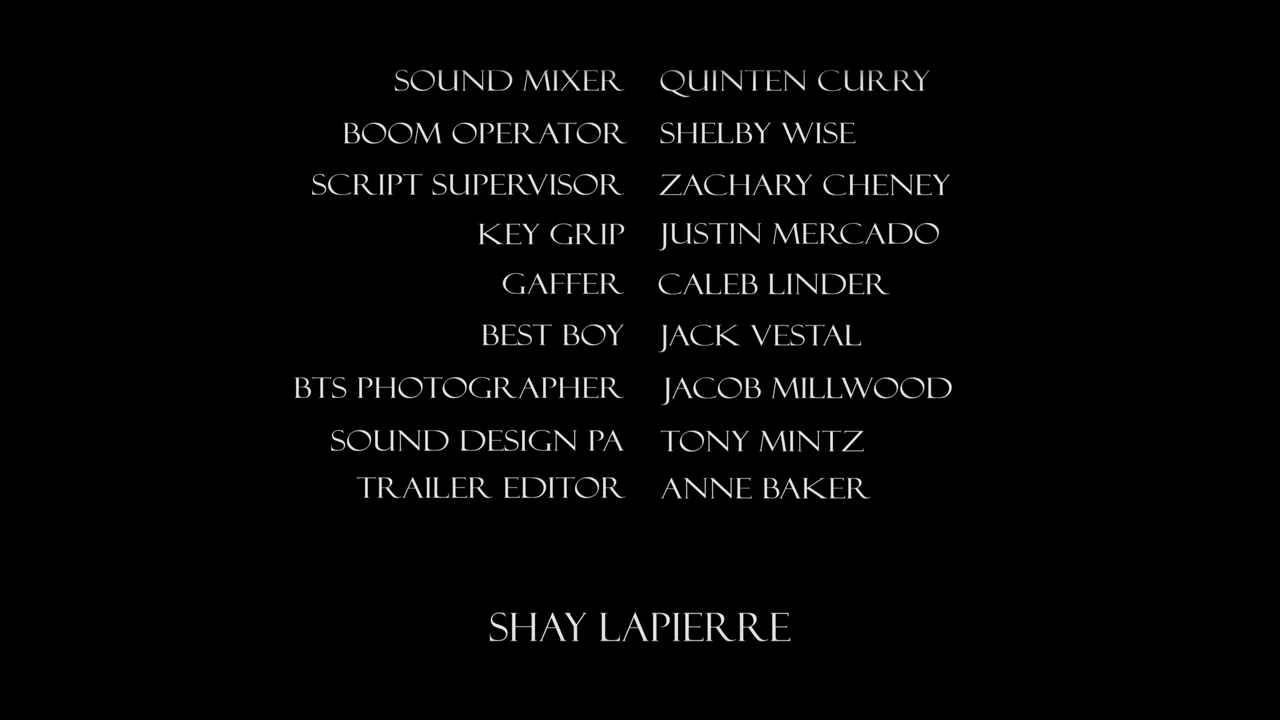 SOUND MIXER QUINTEN CURRY
BOOM OPERATOR SHELBY WISE
SCRIPT SUPERVISOR ZACHARY CHENEY
KEY GRIP JUSTIN MERCADO
GAFFER CALEB LINDER
BEST BOY JACK VESTAL
BTS PHOTOGRAPHER JACOB MILLWOOD
SOUND DESIGN PA TONY MINTZ
TRAILER EDITOR ANNE BAKER
SHAY LAPIERRE